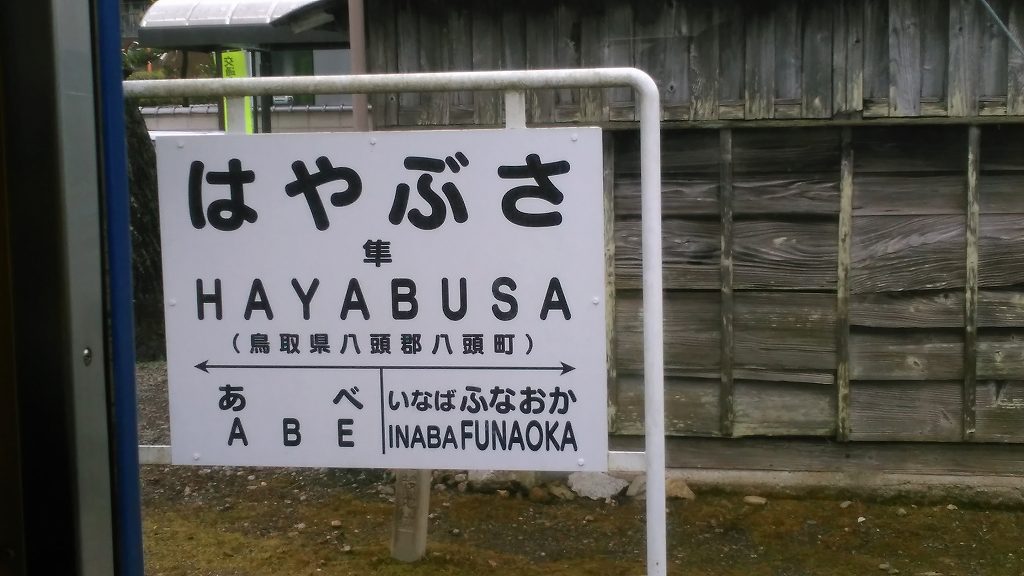 はやぶさ
隼
HAYABUSA
(鳥取県八頭郡八頭町)
あべ いなばふなおか
ABE INABAFUNAOKA